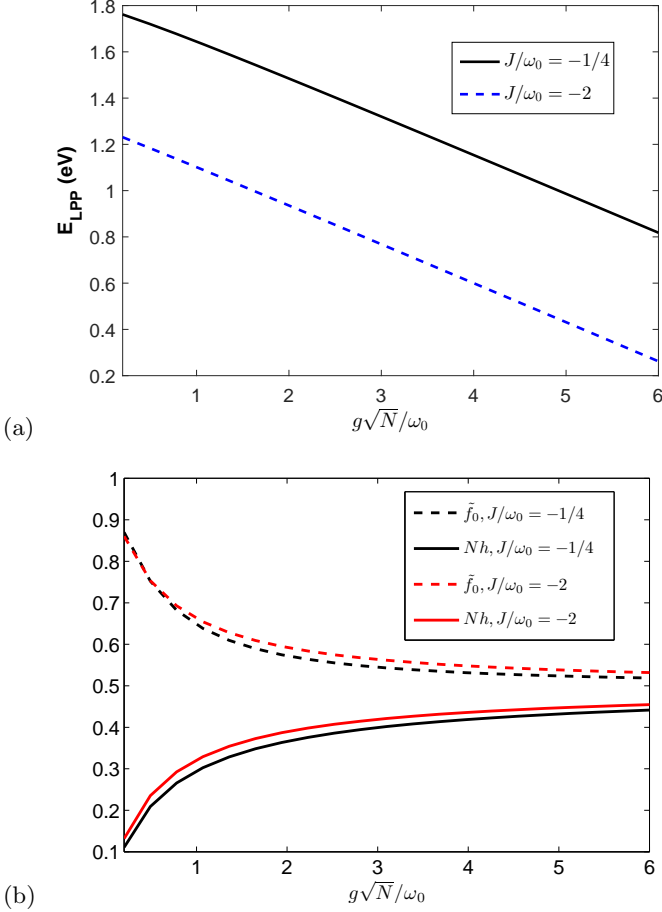 1.8
1.6
1.4
1.2
1
0.8
0.6
0.4
0.2
E_LPP (eV)
J/ω₀ = −1/4
J/ω₀ = −2
1 2 3 4 5 6
g√N/ω₀
(a)
1
0.9
0.8
0.7
0.6
0.5
0.4
0.3
0.2
0.1
f̃₀, J/ω₀ = −1/4
Nh, J/ω₀ = −1/4
f̃₀, J/ω₀ = −2
Nh, J/ω₀ = −2
1 2 3 4 5 6
g√N/ω₀
(b)